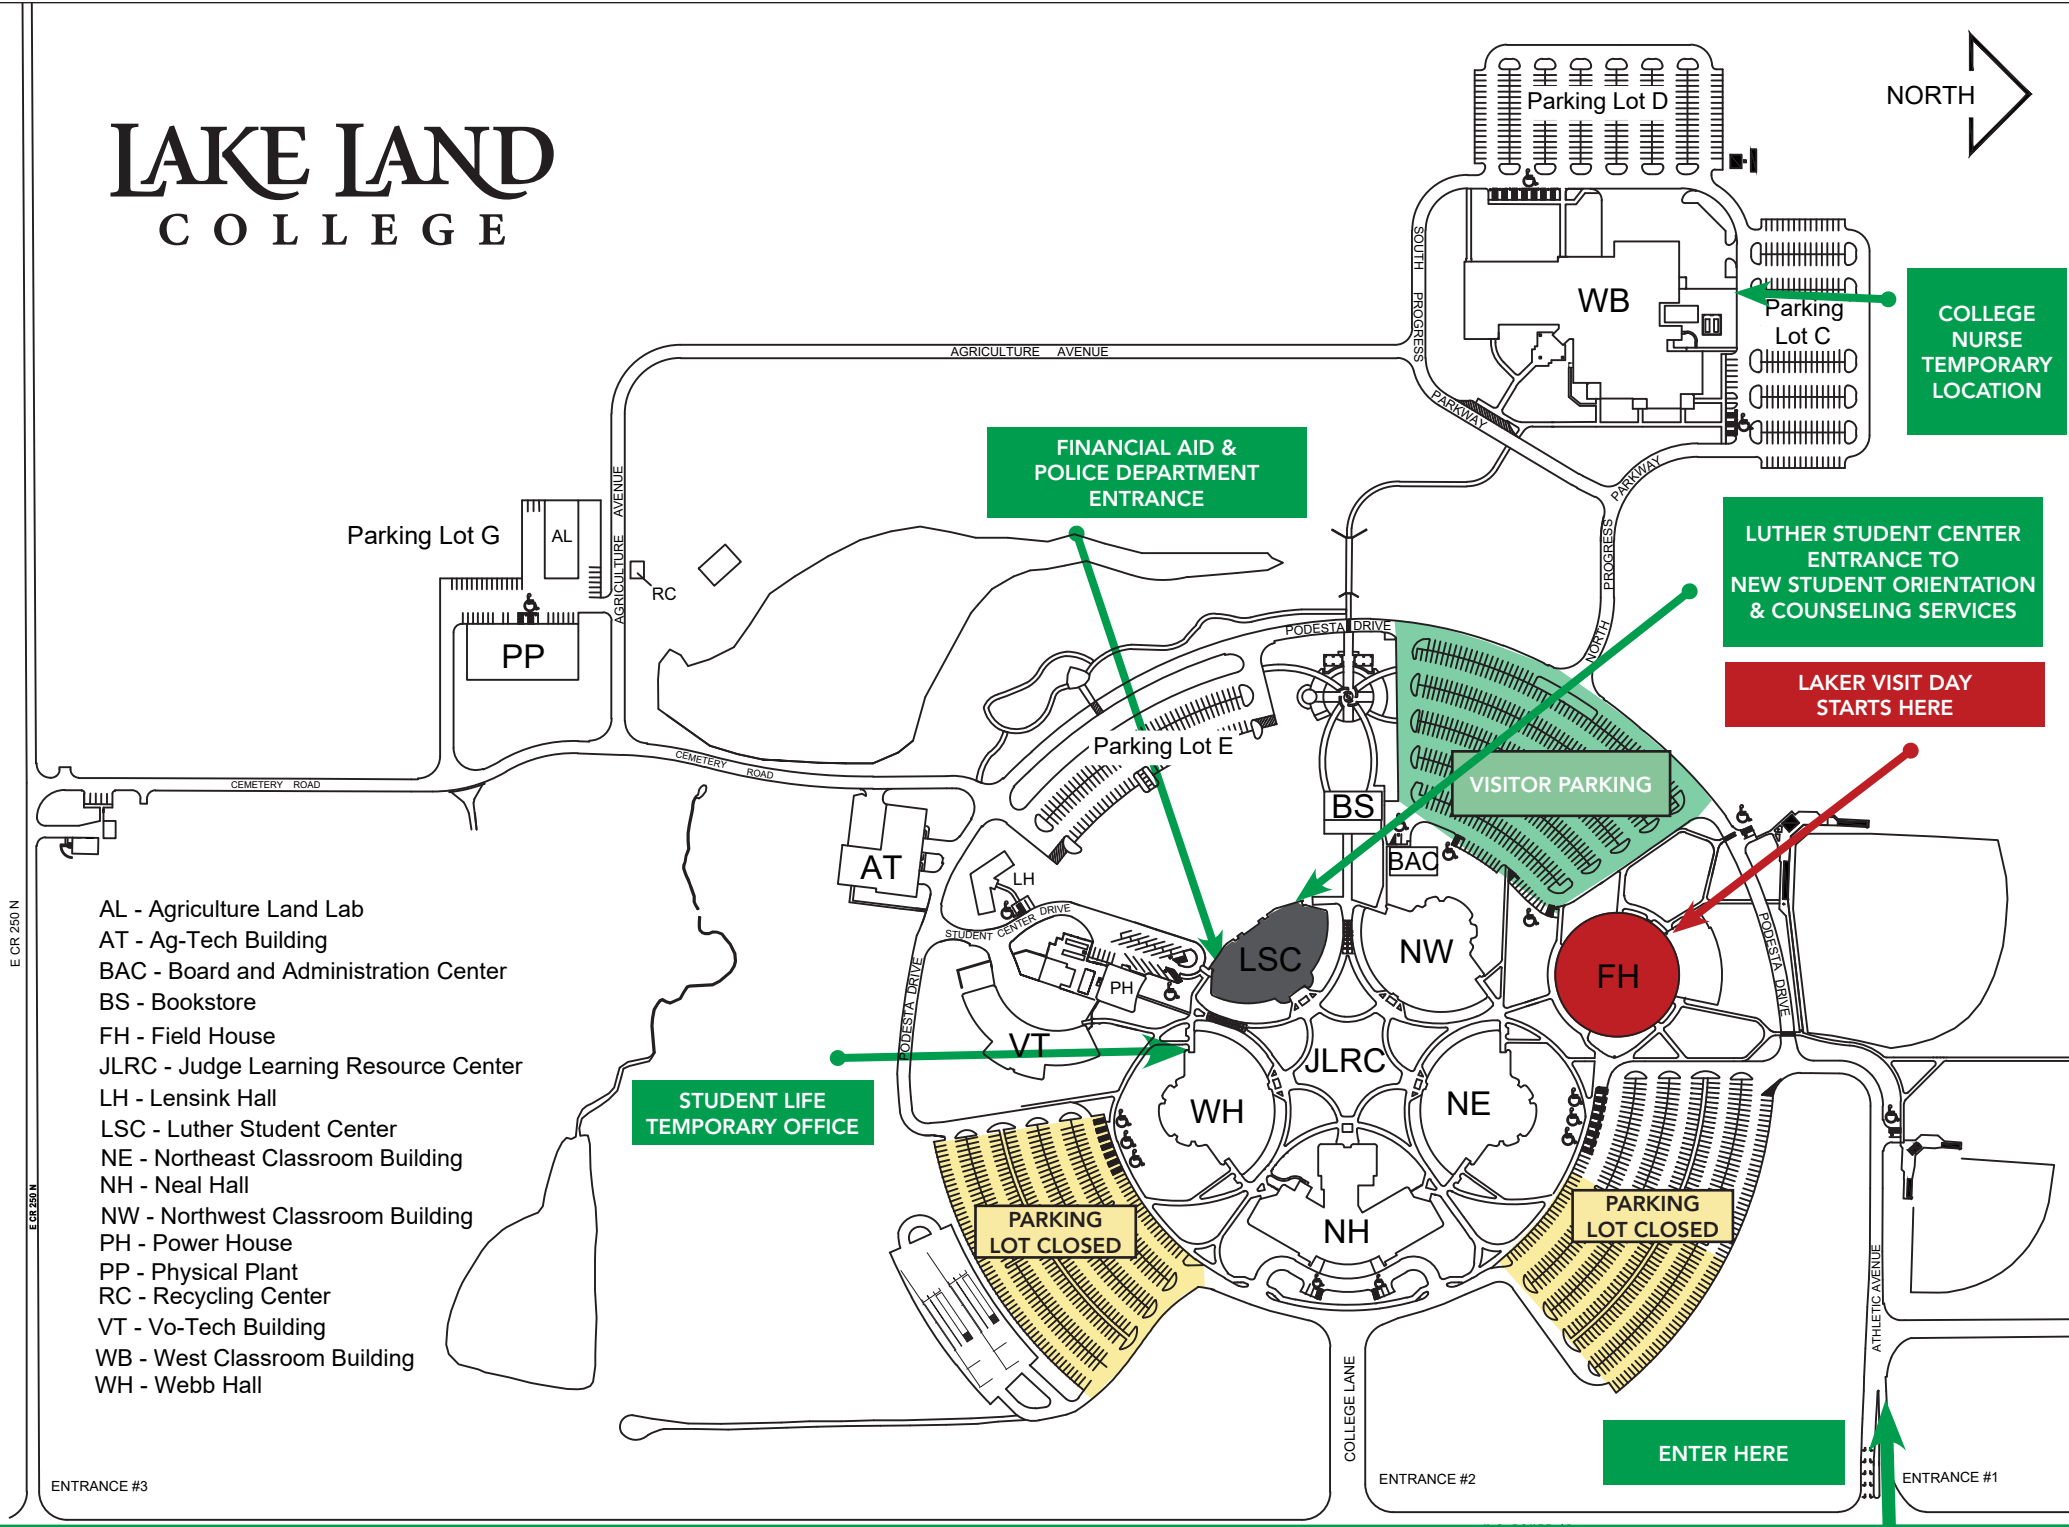 LAKE LAND
COLLEGE
NORTH
Parking Lot D
WB
Parking
Lot C
COLLEGE
NURSE
TEMPORARY
LOCATION
SOUTH PROGRESS
PARKWAY
PARKWAY
NORTH PROGRESS
AGRICULTURE AVENUE
AGRICULTURE AVENUE
FINANCIAL AID &
POLICE DEPARTMENT
ENTRANCE
Parking Lot G
AL
RC
PP
LUTHER STUDENT CENTER
ENTRANCE TO
NEW STUDENT ORIENTATION
& COUNSELING SERVICES
LAKER VISIT DAY
STARTS HERE
PODESTA DRIVE
Parking Lot E
VISITOR PARKING
CEMETERY ROAD
CEMETERY ROAD
BS
BAC
AT
LH
STUDENT CENTER DRIVE
LSC
NW
FH
PH
PODESTA DRIVE
PODESTA DRIVE
VT
JLRC
WH
NE
NH
STUDENT LIFE
TEMPORARY OFFICE
PARKING
LOT CLOSED
PARKING
LOT CLOSED
E CR 250 N
E CR 250 N
AL - Agriculture Land Lab
AT - Ag-Tech Building
BAC - Board and Administration Center
BS - Bookstore
FH - Field House
JLRC - Judge Learning Resource Center
LH - Lensink Hall
LSC - Luther Student Center
NE - Northeast Classroom Building
NH - Neal Hall
NW - Northwest Classroom Building
PH - Power House
PP - Physical Plant
RC - Recycling Center
VT - Vo-Tech Building
WB - West Classroom Building
WH - Webb Hall
ATHLETIC AVENUE
COLLEGE LANE
ENTER HERE
ENTRANCE #3
ENTRANCE #2
ENTRANCE #1